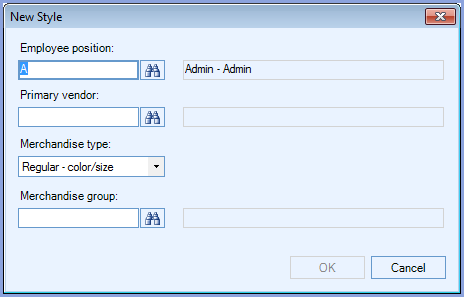 New Style
Employee position:
A
Admin - Admin
Primary vendor:
Merchandise type:
Regular - color/size
Merchandise group:
OK
Cancel